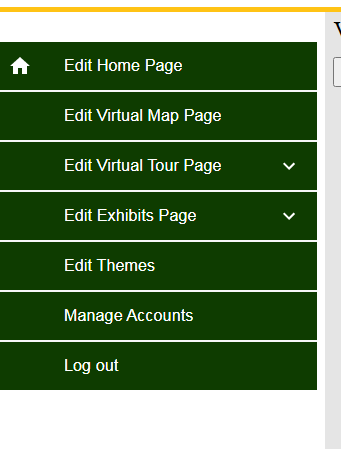 Edit Home Page
Edit Virtual Map Page
Edit Virtual Tour Page
Edit Exhibits Page
Edit Themes
Manage Accounts
Log out